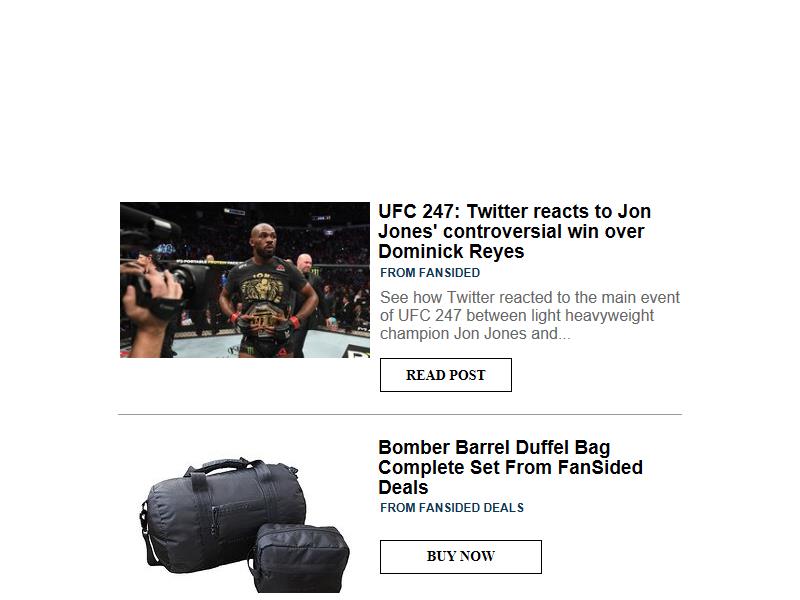 UFC 247: Twitter reacts to Jon
Jones' controversial win over
Dominick Reyes
FROM FANSIDED
See how Twitter reacted to the main event
of UFC 247 between light heavyweight
champion Jon Jones and...
READ POST
Bomber Barrel Duffel Bag
Complete Set From FanSided
Deals
FROM FANSIDED DEALS
BUY NOW